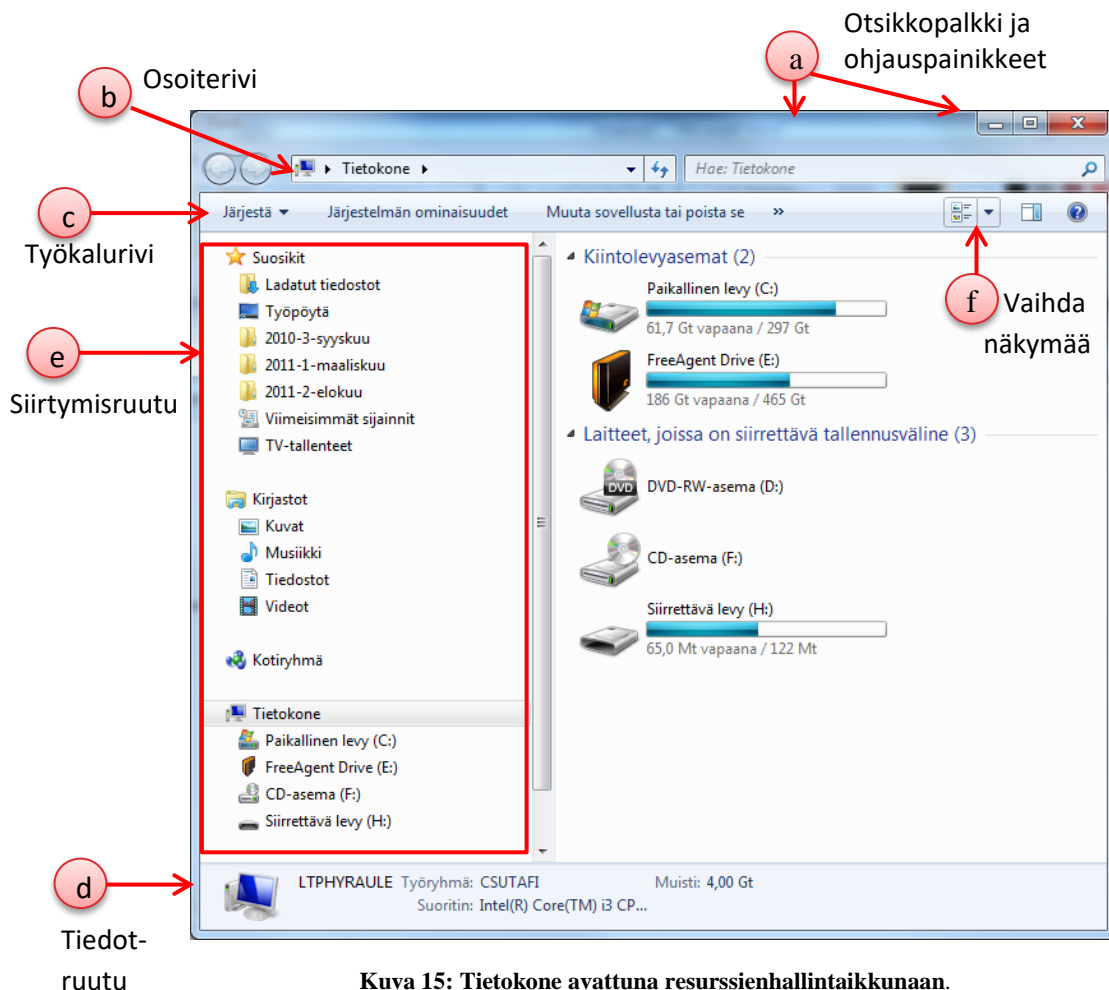 Otsikkopalkki ja
ohjauspainikkeet
a
Osoiterivi
b
Tietokone
Hae: Tietokone
c
Työkalurivi
Järjestä
Järjestelmän ominaisuudet
Muuta sovellusta tai poista se
»
f
Vaihda
näkymää
e
Siirtymisruutu
Suosikit
Ladatut tiedostot
Työpöytä
2010-3-syyskuu
2011-1-maaliskuu
2011-2-elokuu
Viimeisimmät sijainnit
TV-tallenteet
Kirjastot
Kuvat
Musiikki
Tiedostot
Videot
Kotiryhmä
Tietokone
Paikallinen levy (C:)
FreeAgent Drive (E:)
CD-asema (F:)
Siirrettävä levy (H:)
Kiintolevyasemat (2)
Paikallinen levy (C:)
61,7 Gt vapaana / 297 Gt
FreeAgent Drive (E:)
186 Gt vapaana / 465 Gt
Laitteet, joissa on siirrettävä tallennusväline (3)
DVD
DVD-RW-asema (D:)
CD-asema (F:)
Siirrettävä levy (H:)
65,0 Mt vapaana / 122 Mt
d
Tiedot-
ruutu
LTPHYRAULE Työryhmä: CSUTAFI Muisti: 4,00 Gt
Suoritin: Intel(R) Core(TM) i3 CP...
Kuva 15: Tietokone avattuna resurssienhallintaikkunaan.